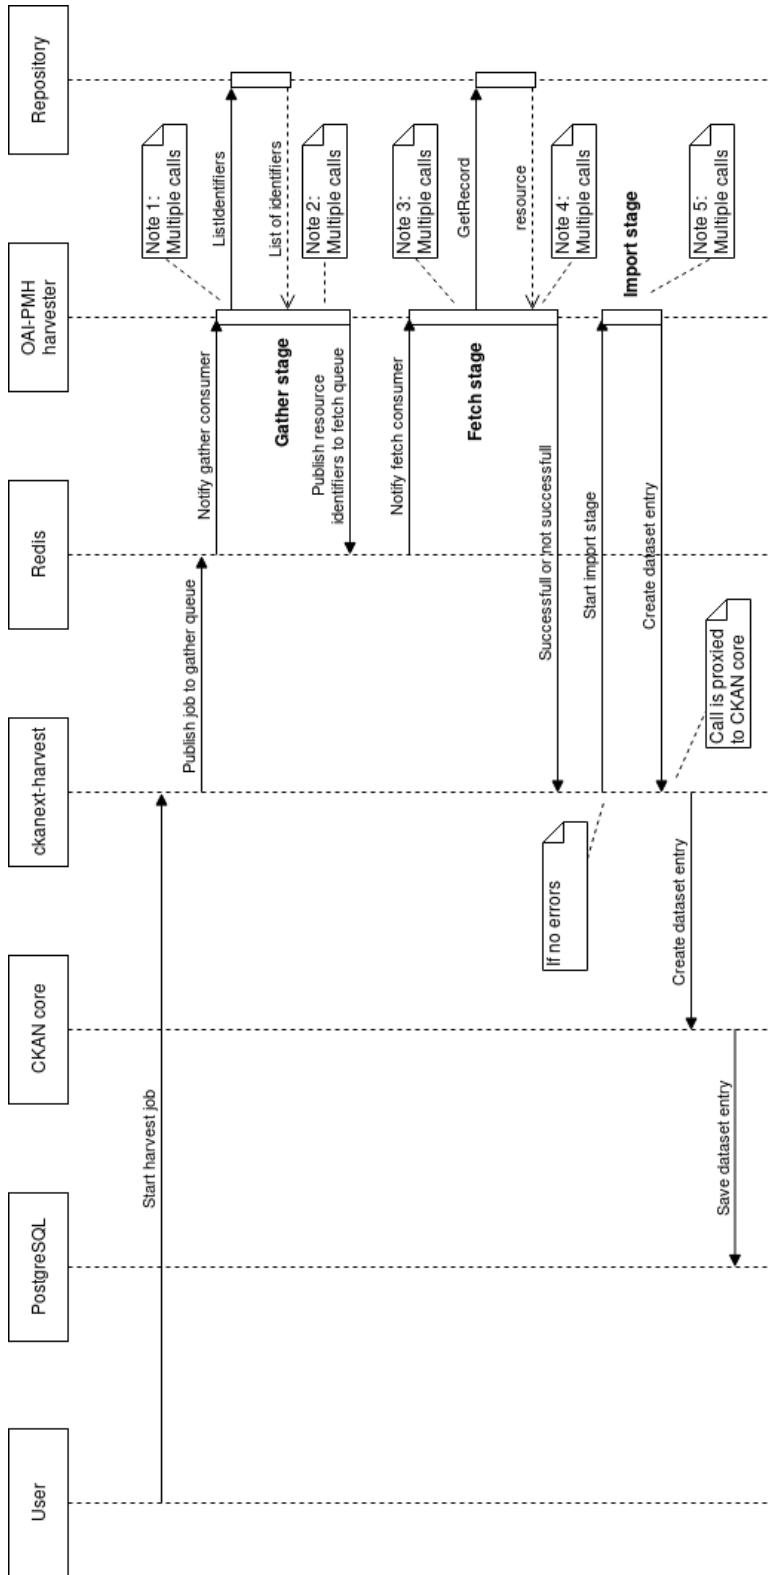 User
PostgreSQL
CKAN core
ckanext-harvest
Redis
OAI-PMH
harvester
Repository
Start harvest job
Publish job to gather queue
Notify gather consumer
Note 1:
Multiple calls
ListIdentifiers
Gather stage
List of identifiers
Note 2:
Multiple calls
Publish resource
identifiers to fetch queue
Notify fetch consumer
Note 3:
Multiple calls
GetRecord
Fetch stage
resource
Note 4:
Multiple calls
Successfull or not successfull
If no errors
Start import stage
Import stage
Note 5:
Multiple calls
Create dataset entry
Call is proxied
to CKAN core
Create dataset entry
Save dataset entry